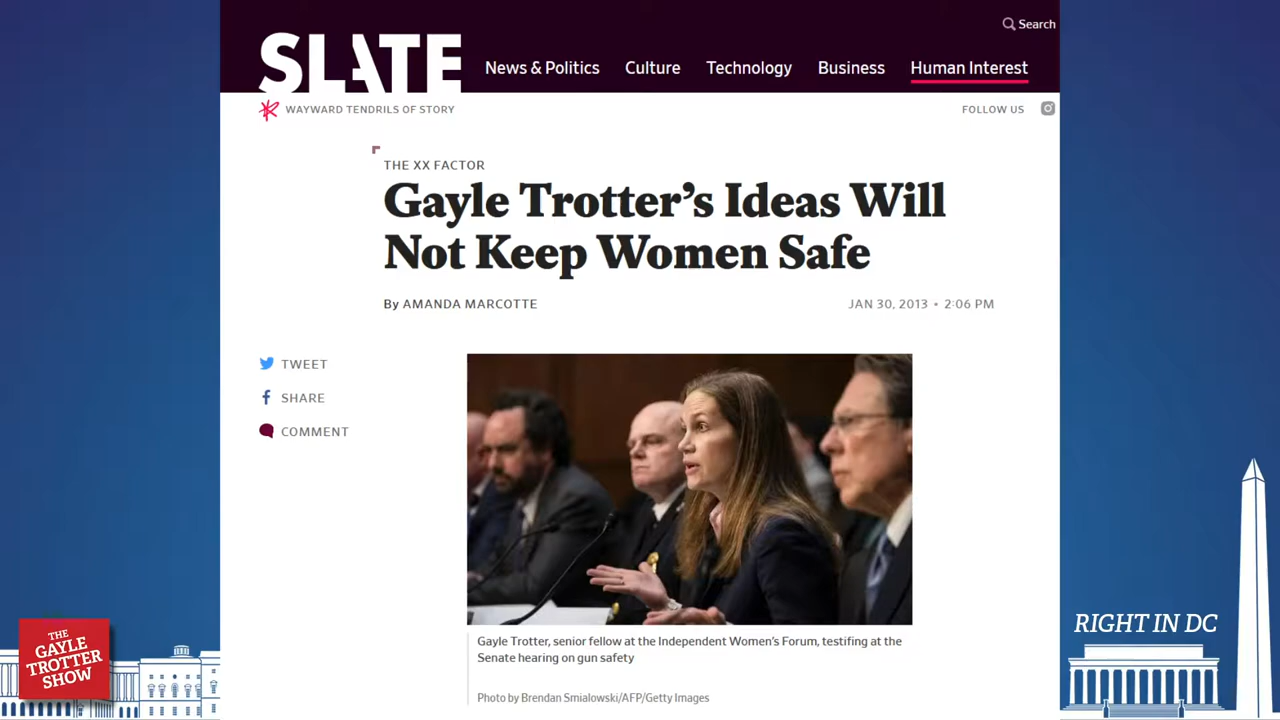 Search
SLATE
News & Politics
Culture
Technology
Business
Human Interest
WAYWARD TENDRILS OF STORY
FOLLOW US
THE XX FACTOR
Gayle Trotter’s Ideas Will
Not Keep Women Safe
By AMANDA MARCOTTE
JAN 30, 2013 • 2:06 PM
TWEET
SHARE
COMMENT
Gayle Trotter, senior fellow at the Independent Women’s Forum, testifing at the
Senate hearing on gun safety
Photo by Brendan Smialowski/AFP/Getty Images
THE
GAYLE
TROTTER
SHOW
RIGHT IN DC